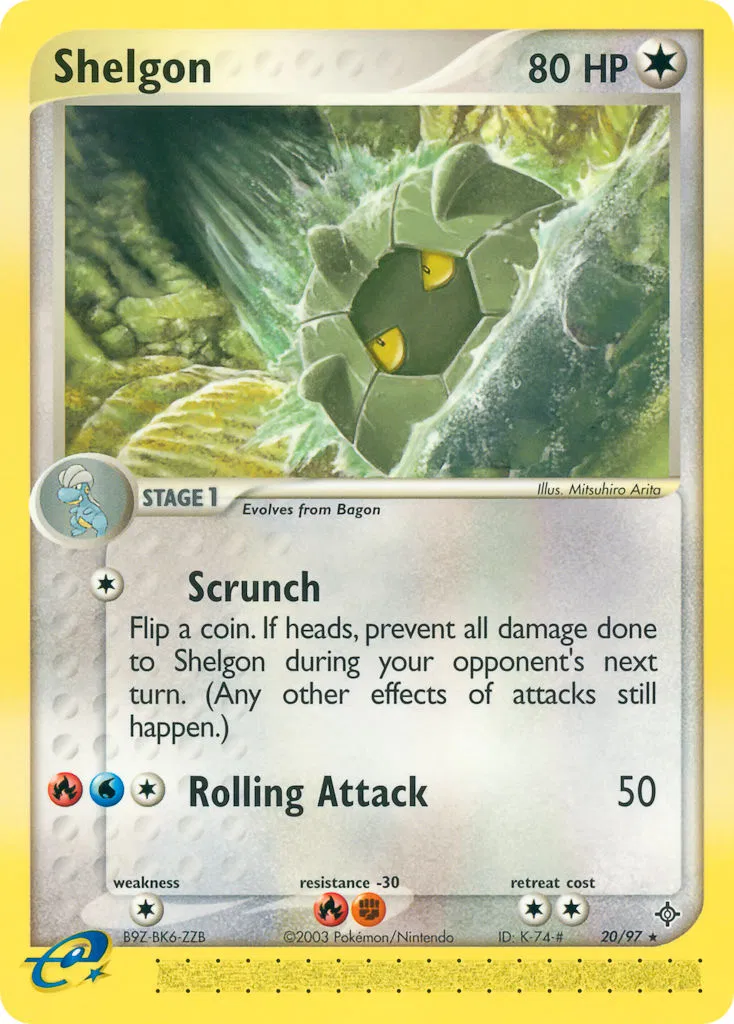 Shelgon 80 HP
Illus. Mitsuhiro Arita
STAGE 1
Evolves from Bagon
Scrunch
Flip a coin. If heads, prevent all damage done
to Shelgon during your opponent's next
turn. (Any other effects of attacks still
happen.)
Rolling Attack 50
weakness resistance -30 retreat cost
B9Z-BK6-ZZB ©2003 Pokémon/Nintendo ID: K-74-# 20/97 ★
e